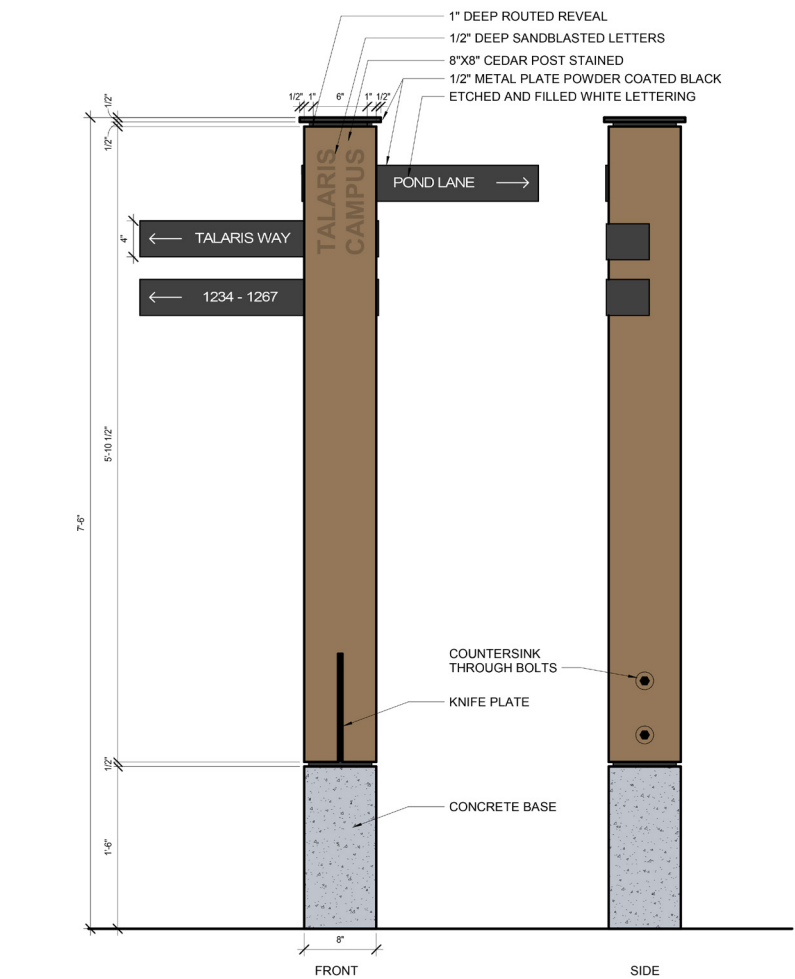 1" DEEP ROUTED REVEAL
1/2" DEEP SANDBLASTED LETTERS
8"X8" CEDAR POST STAINED
1/2" METAL PLATE POWDER COATED BLACK
ETCHED AND FILLED WHITE LETTERING
1/2" 1" 6" 1" 1/2"
1/2"
1/2"
TALARIS
CAMPUS
POND LANE
4"
TALARIS WAY
1234 - 1267
5'-10 1/2"
7'-6"
COUNTERSINK
THROUGH BOLTS
KNIFE PLATE
1/2"
CONCRETE BASE
1'-6"
8"
FRONT
SIDE